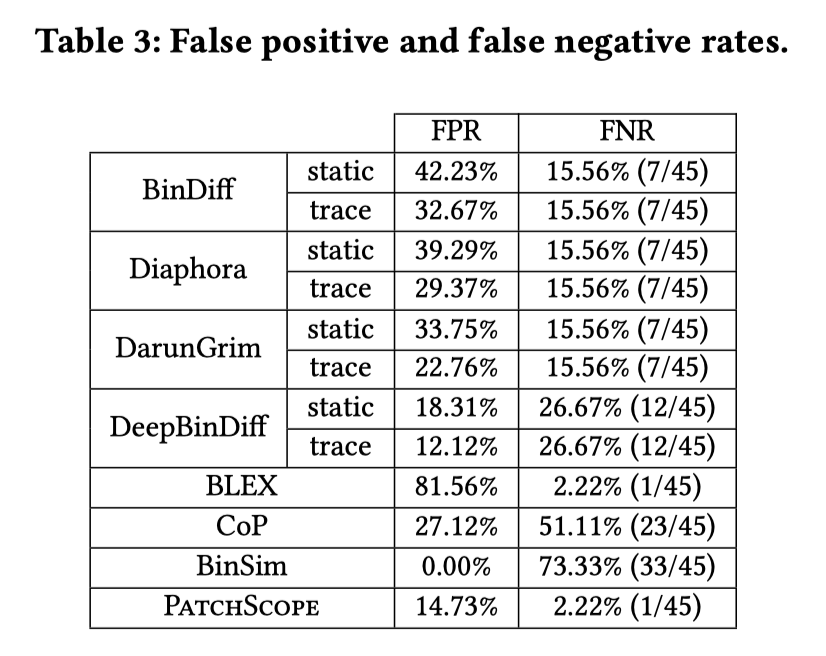 Table 3: False positive and false negative rates.
FPR FNR
BinDiff static 42.23% 15.56% (7/45)
trace 32.67% 15.56% (7/45)
Diaphora static 39.29% 15.56% (7/45)
trace 29.37% 15.56% (7/45)
DarunGrim static 33.75% 15.56% (7/45)
trace 22.76% 15.56% (7/45)
DeepBinDiff static 18.31% 26.67% (12/45)
trace 12.12% 26.67% (12/45)
BLEX 81.56% 2.22% (1/45)
CoP 27.12% 51.11% (23/45)
BinSim 0.00% 73.33% (33/45)
PATCHSCOPE 14.73% 2.22% (1/45)